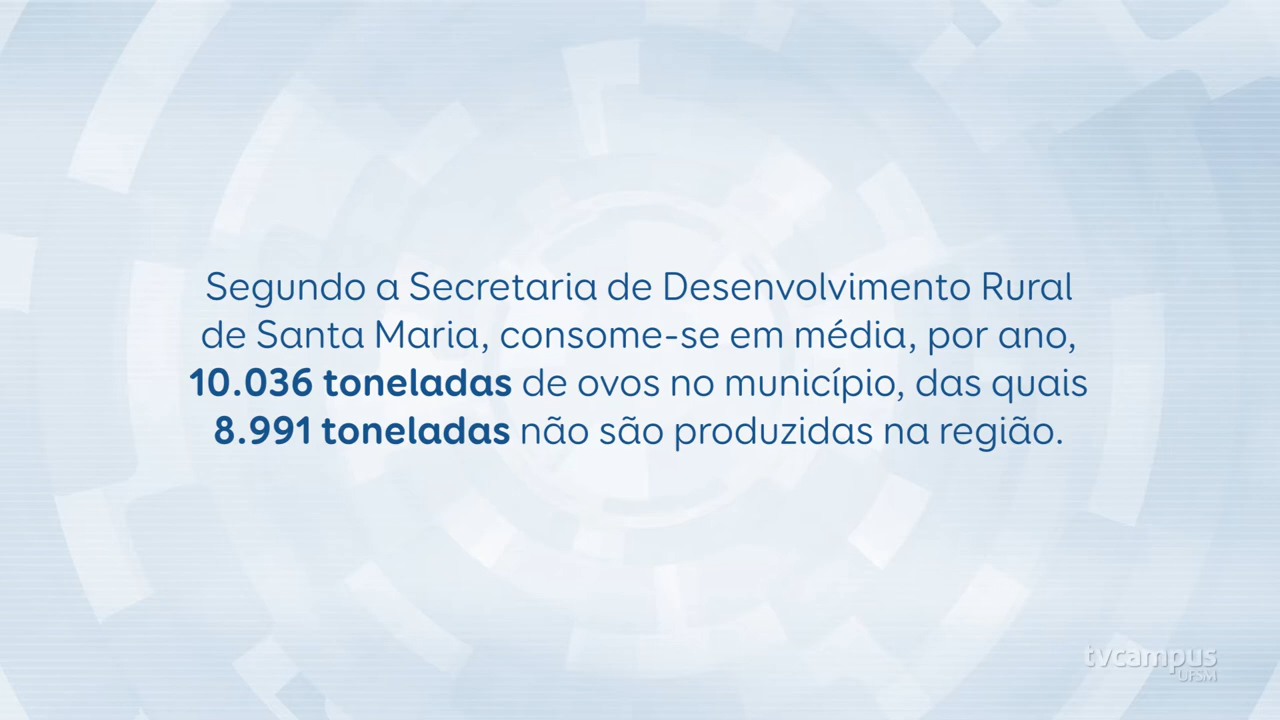 Segundo a Secretaria de Desenvolvimento Rural
de Santa Maria, consome-se em média, por ano,
10.036 toneladas de ovos no município, das quais
8.991 toneladas não são produzidas na região.
tvcampus
UFSM